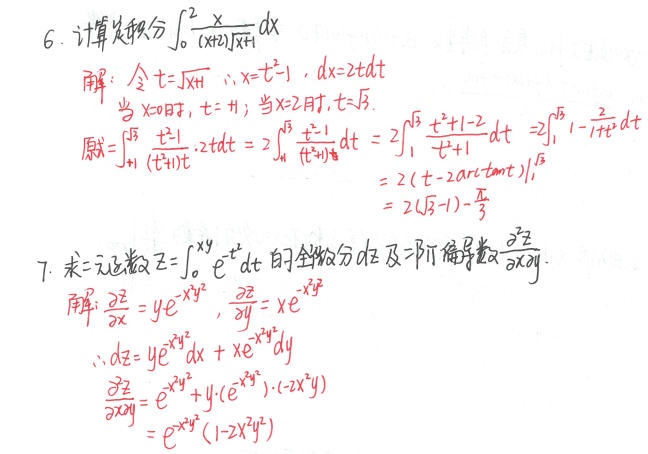 6. 计算定积分 ∫₀² x/((x+2)√(x+1)) dx
解: 令 t=√(x+1) ∴x=t²-1, dx=2tdt
当 x=0时, t=+1; 当x=2时, t=√3.
原式=∫₊₁^√3 (t²-1)/((t²+1)t)·2tdt = 2∫₊₁^√3 (t²-1)/(t²+1) dt = 2∫₁^√3 (t²+1-2)/(t²+1) dt =2∫₁^√3 1-2/(1+t²) dt
= 2(t-2arctant)|₁^√3
= 2(√3-1)-π/3
7. 求二元函数 z=∫₀^xy e^(-t²)dt 的全微分dz及二阶偏导数 ∂²z/∂x∂y.
解: ∂z/∂x = ye^(-x²y²), ∂z/∂y = xe^(-x²y²)
∴dz= ye^(-x²y²)dx + xe^(-x²y²)dy
∂²z/∂x∂y = e^(-x²y²)+y·(e^(-x²y²))·(-2x²y)
= e^(-x²y²)(1-2x²y²)